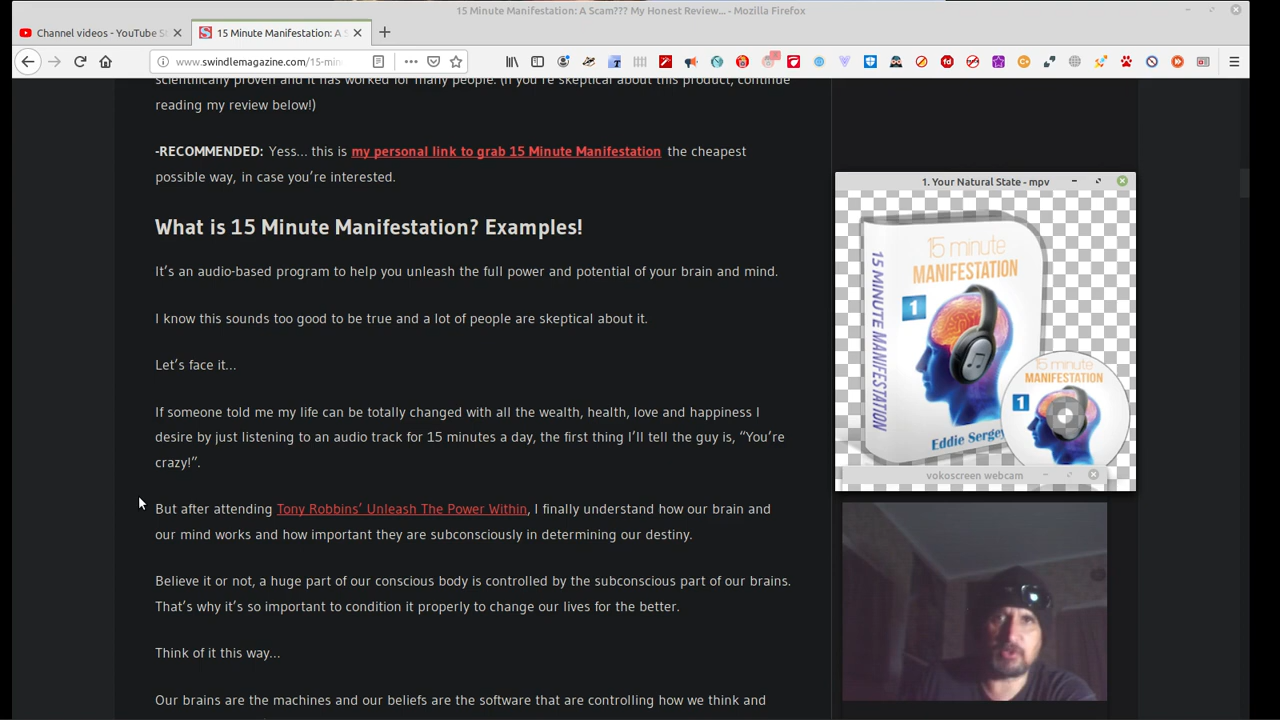 15 Minute Manifestation: A Scam??? My Honest Review... - Mozilla Firefox
Channel videos - YouTube S
15 Minute Manifestation: A S
www.swindlemagazine.com/15-min
scientifically proven and it has worked for many people. (If you're skeptical about this product, continue
reading my review below!)
-RECOMMENDED: Yess… this is my personal link to grab 15 Minute Manifestation the cheapest
possible way, in case you’re interested.
What is 15 Minute Manifestation? Examples!
It’s an audio-based program to help you unleash the full power and potential of your brain and mind.
I know this sounds too good to be true and a lot of people are skeptical about it.
Let’s face it…
If someone told me my life can be totally changed with all the wealth, health, love and happiness I
desire by just listening to an audio track for 15 minutes a day, the first thing I’ll tell the guy is, “You’re
crazy!”.
But after attending Tony Robbins’ Unleash The Power Within, I finally understand how our brain and
our mind works and how important they are subconsciously in determining our destiny.
Believe it or not, a huge part of our conscious body is controlled by the subconscious part of our brains.
That’s why it’s so important to condition it properly to change our lives for the better.
Think of it this way…
Our brains are the machines and our beliefs are the software that are controlling how we think and
1. Your Natural State - mpv
15 minute
MANIFESTATION
1
15 MINUTE MANIFESTATION
Eddie Sergey
15 minute
MANIFESTATION
1
vokoscreen webcam